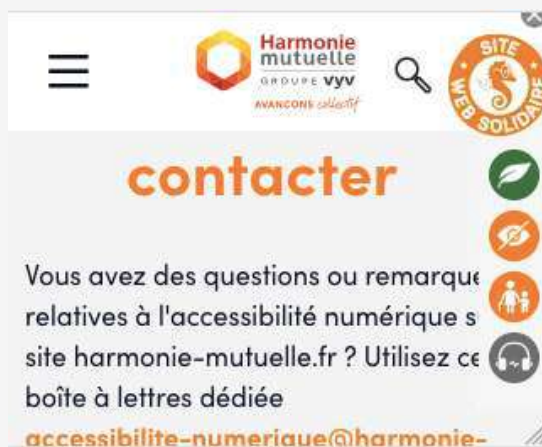 Harmonie
mutuelle
GROUPE vyv
AVANÇONS collectif
SITE
WEB SOLIDAIRE
contacter
Vous avez des questions ou remarque
relatives à l'accessibilité numérique s
site harmonie-mutuelle.fr ? Utilisez ce
boîte à lettres dédiée
accessibilite-numerique@harmonie-